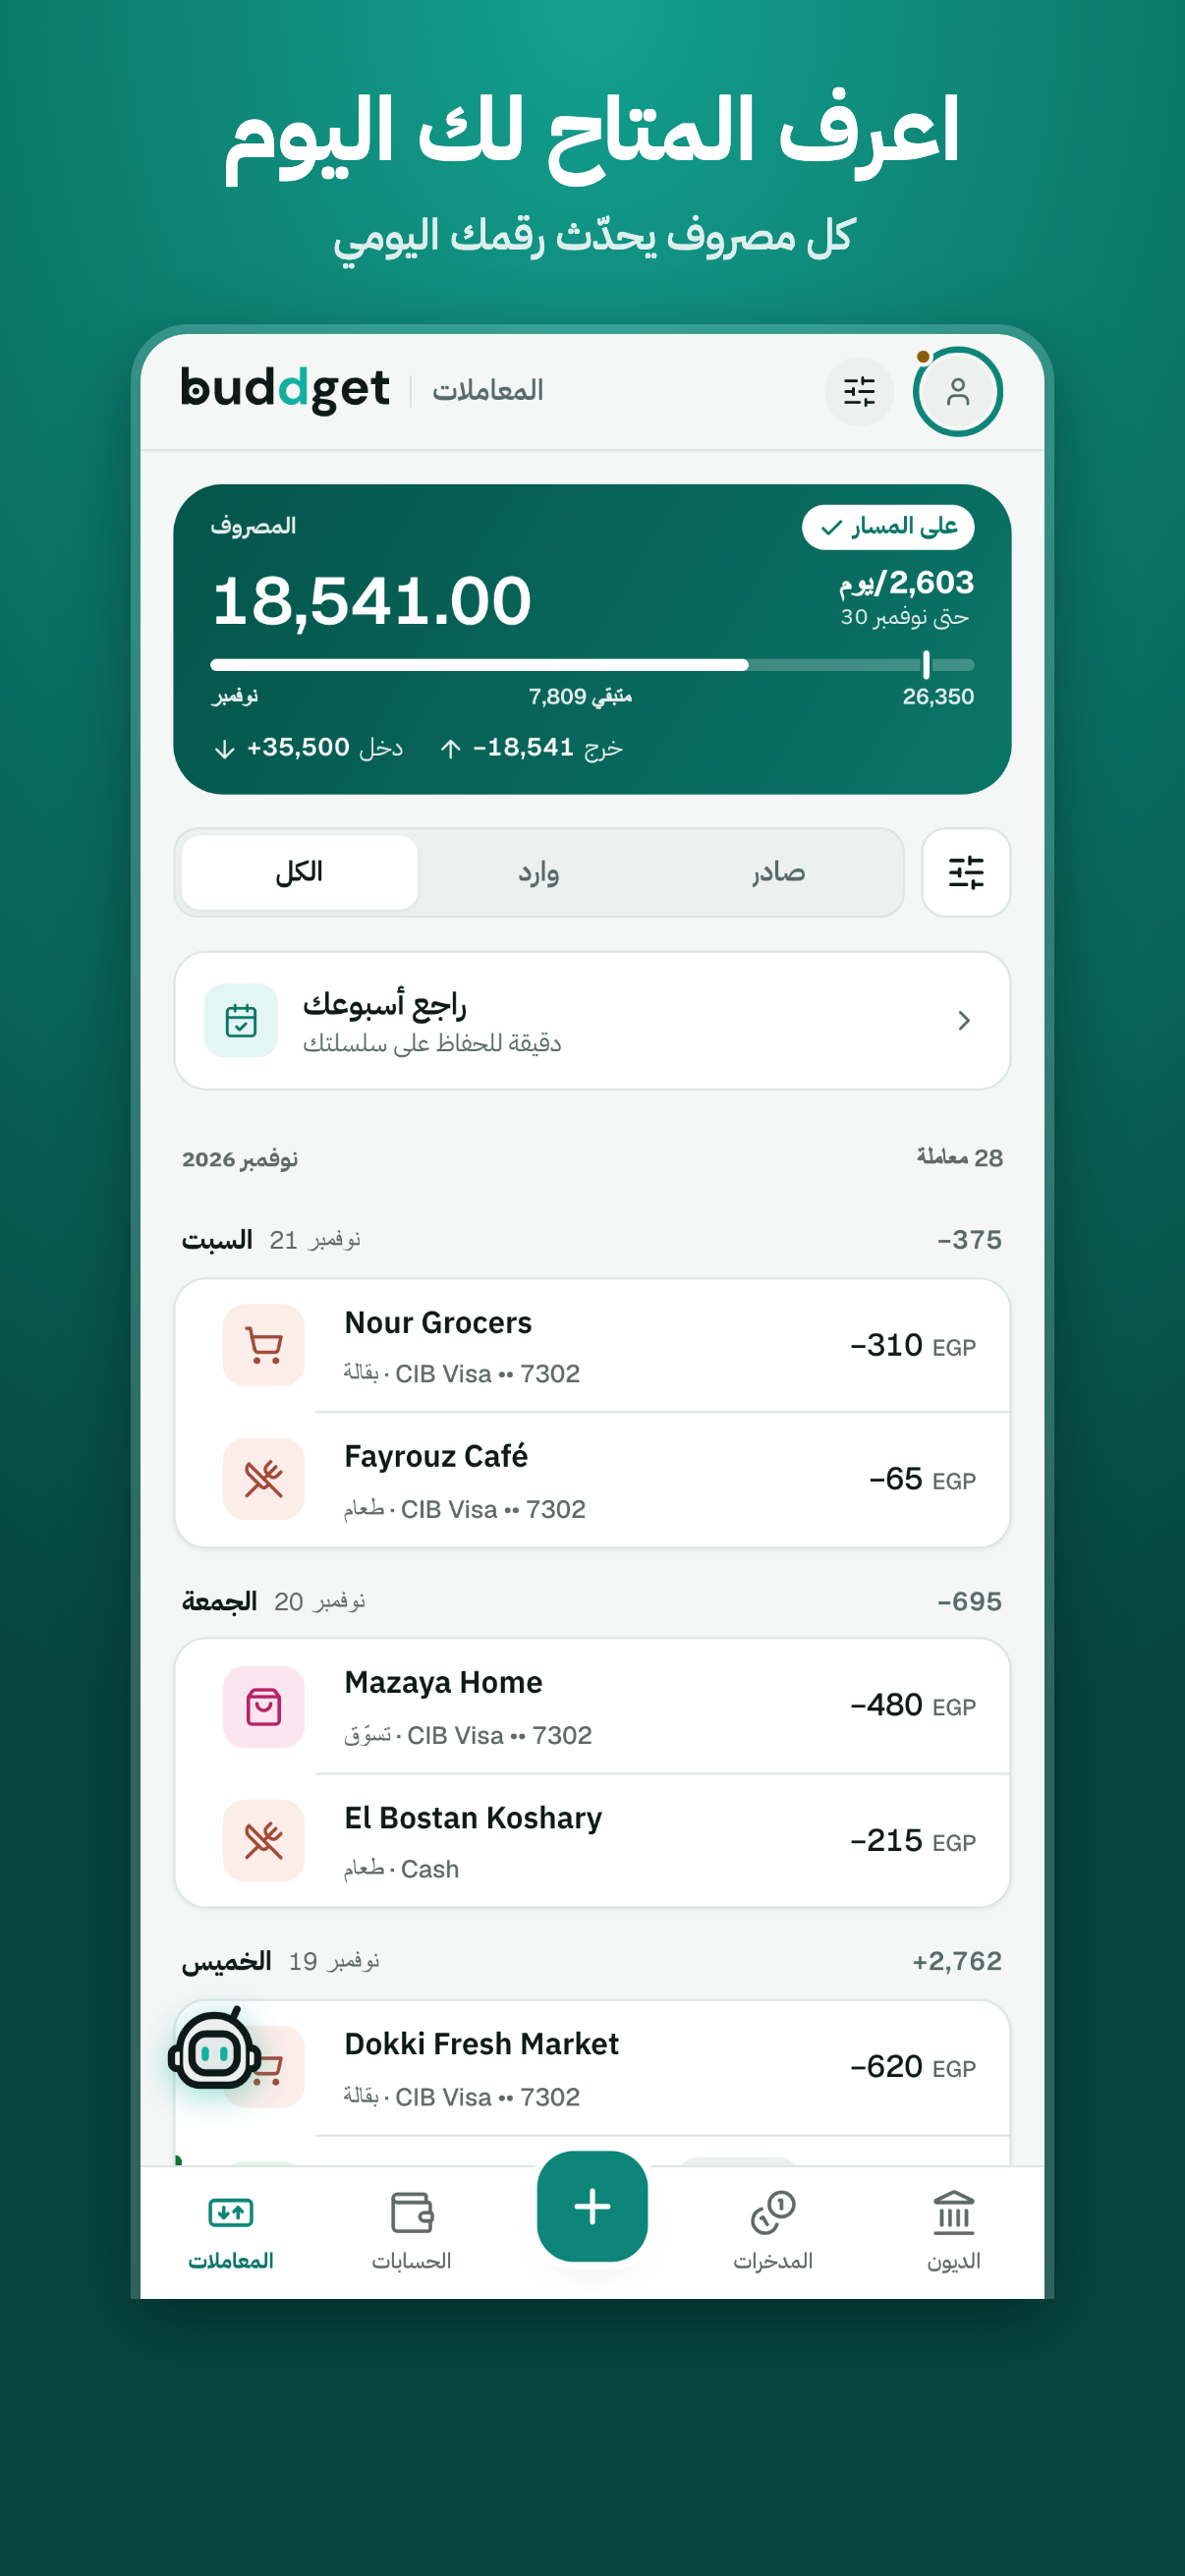 اعرف المتاح لك اليوم
كل مصروف يحدّث رقمك اليومي
buddget | المعاملات
المصروف
على المسار
18,541.00
2,603/يوم
حتى نوفمبر 30
نوفمبر
متبقي 7,809
26,350
+35,500 دخل
−18,541 خرج
الكل
وارد
صادر
راجع أسبوعك
دقيقة للحفاظ على سلسلتك
نوفمبر 2026
28 معاملة
السبت 21 نوفمبر
−375
Nour Grocers
بقالة · CIB Visa •• 7302
−310 EGP
Fayrouz Café
طعام · CIB Visa •• 7302
−65 EGP
الجمعة 20 نوفمبر
−695
Mazaya Home
تسوّق · CIB Visa •• 7302
−480 EGP
El Bostan Koshary
طعام · Cash
−215 EGP
الخميس 19 نوفمبر
+2,762
Dokki Fresh Market
بقالة · CIB Visa •• 7302
−620 EGP
المعاملات
الحسابات
المدخرات
الديون